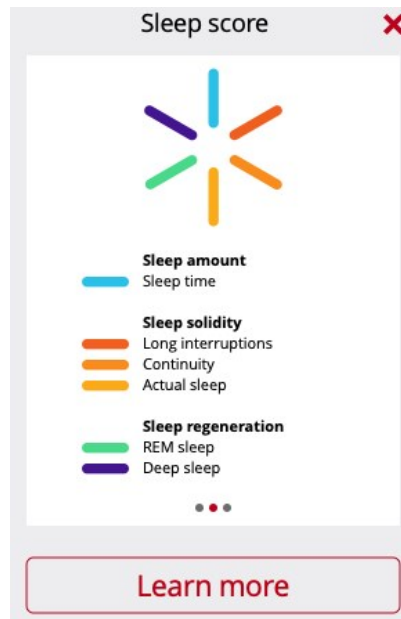 Sleep score
Sleep amount
Sleep time
Sleep solidity
Long interruptions
Continuity
Actual sleep
Sleep regeneration
REM sleep
Deep sleep
Learn more